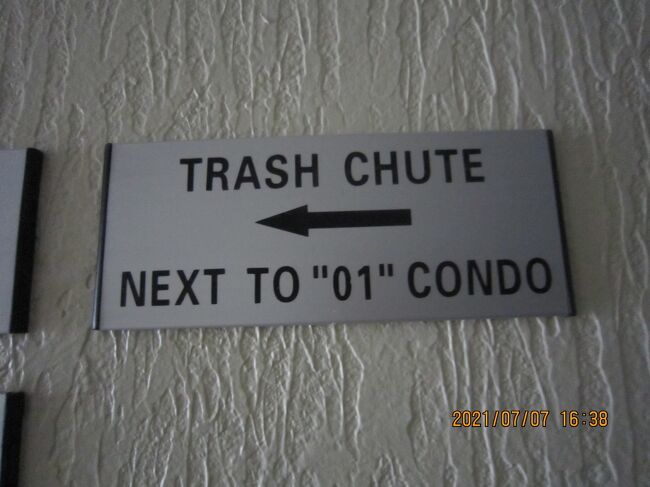 TRASH CHUTE
NEXT TO "01" CONDO
2021/07/07 16:38